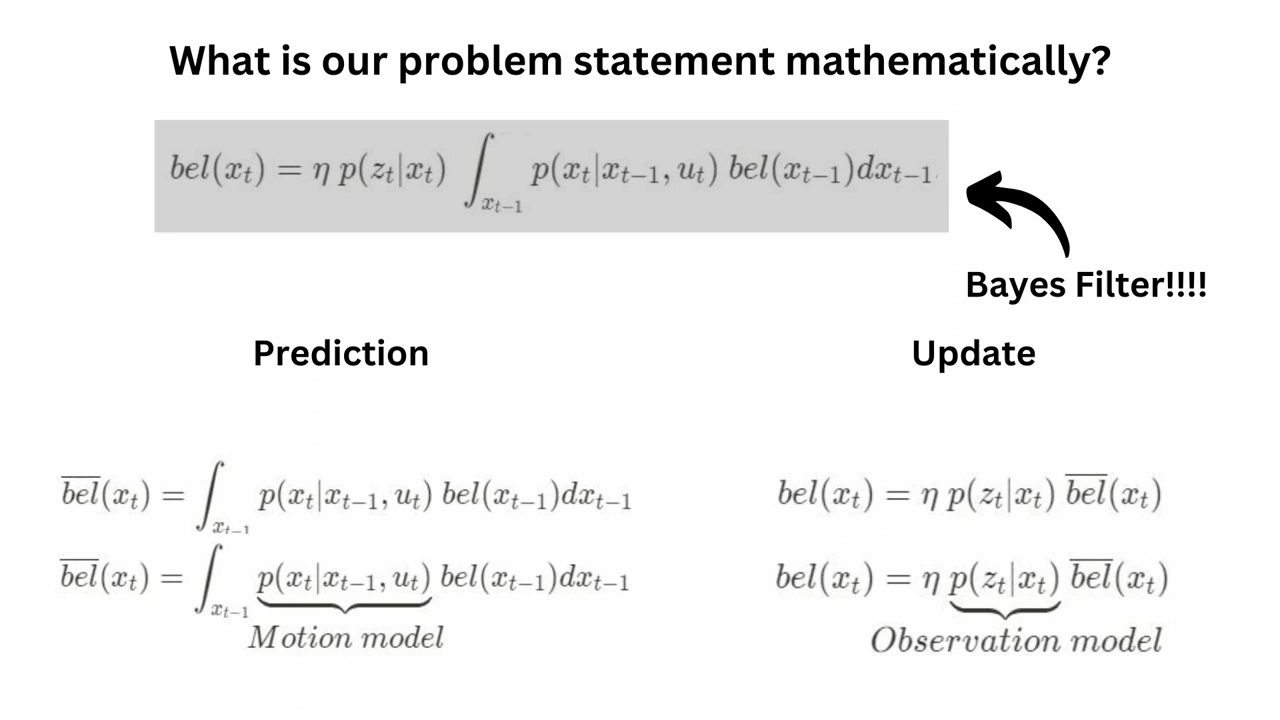 What is our problem statement mathematically?
bel(x_t) = η p(z_t|x_t) ∫_{x_{t−1}} p(x_t|x_{t−1}, u_t) bel(x_{t−1})dx_{t−1}
Bayes Filter!!!!
Prediction
\overline{bel}(x_t) = ∫_{x_{t−1}} p(x_t|x_{t−1}, u_t) bel(x_{t−1})dx_{t−1}
\overline{bel}(x_t) = ∫_{x_{t−1}} p(x_t|x_{t−1}, u_t) bel(x_{t−1})dx_{t−1}
Motion model
Update
bel(x_t) = η p(z_t|x_t) \overline{bel}(x_t)
bel(x_t) = η p(z_t|x_t) \overline{bel}(x_t)
Observation model